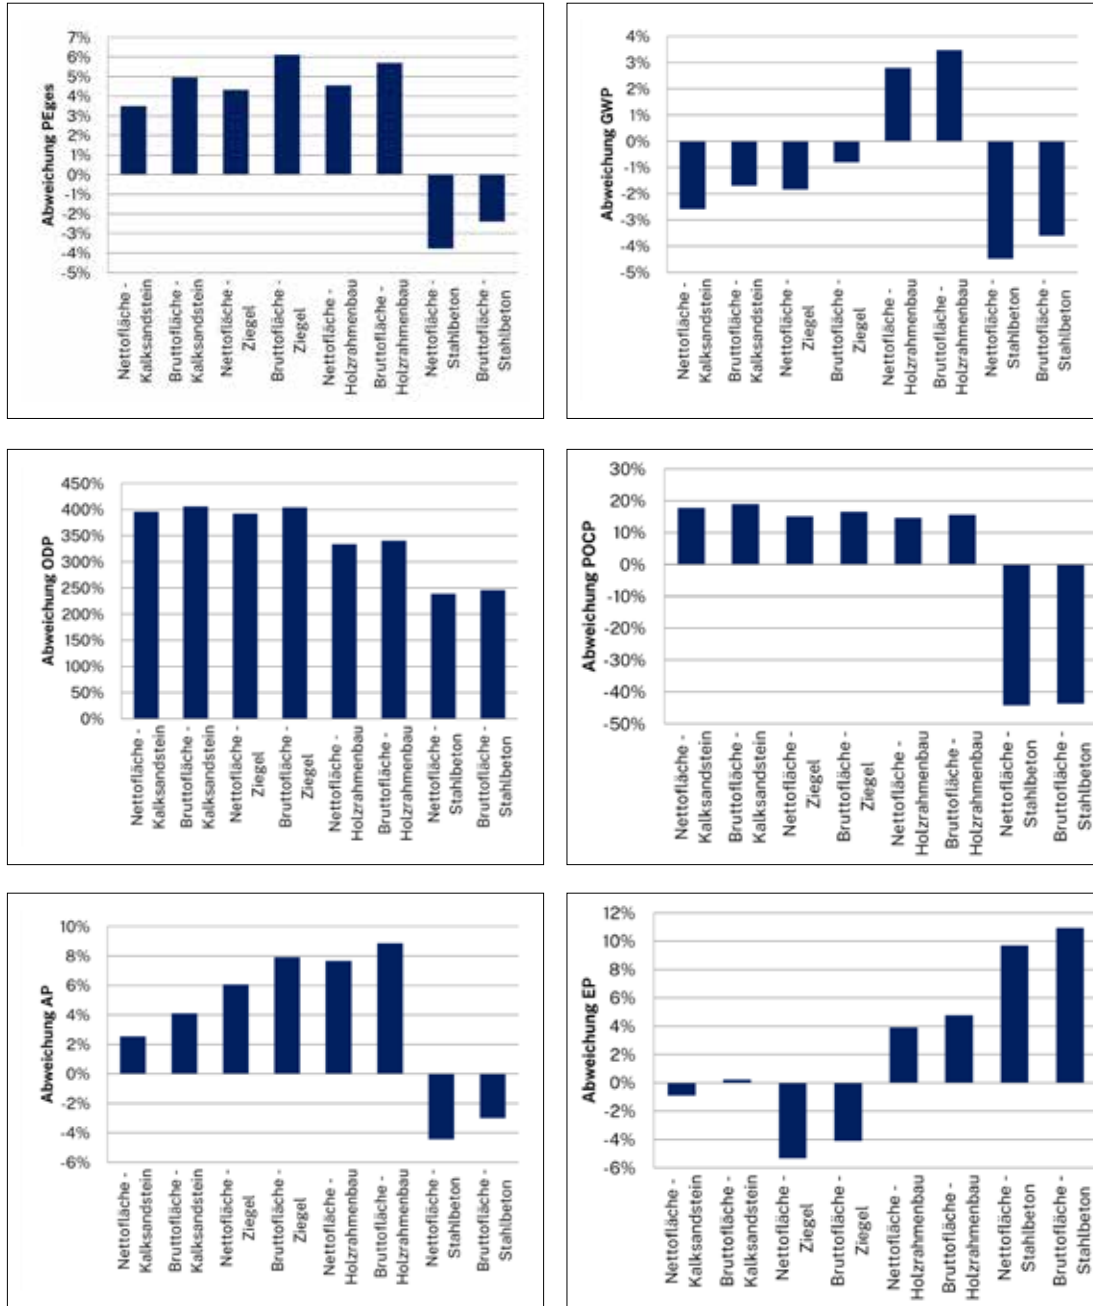 7%
6%
5%
4%
3%
2%
1%
0%
-1%
-2%
-3%
-4%
-5%
Abweichung PEges
Nettofläche -
Kalksandstein
Bruttofläche -
Kalksandstein
Nettofläche -
Ziegel
Bruttofläche -
Ziegel
Nettofläche -
Holzrahmenbau
Bruttofläche -
Holzrahmenbau
Nettofläche -
Stahlbeton
Bruttofläche -
Stahlbeton
4%
3%
2%
1%
0%
-1%
-2%
-3%
-4%
-5%
Abweichung GWP
Nettofläche -
Kalksandstein
Bruttofläche -
Kalksandstein
Nettofläche -
Ziegel
Bruttofläche -
Ziegel
Nettofläche -
Holzrahmenbau
Bruttofläche -
Holzrahmenbau
Nettofläche -
Stahlbeton
Bruttofläche -
Stahlbeton
450%
400%
350%
300%
250%
200%
150%
100%
50%
0%
Abweichung ODP
Nettofläche -
Kalksandstein
Bruttofläche -
Kalksandstein
Nettofläche -
Ziegel
Bruttofläche -
Ziegel
Nettofläche -
Holzrahmenbau
Bruttofläche -
Holzrahmenbau
Nettofläche -
Stahlbeton
Bruttofläche -
Stahlbeton
30%
20%
10%
0%
-10%
-20%
-30%
-40%
-50%
Abweichung POCP
Nettofläche -
Kalksandstein
Bruttofläche -
Kalksandstein
Nettofläche -
Ziegel
Bruttofläche -
Ziegel
Nettofläche -
Holzrahmenbau
Bruttofläche -
Holzrahmenbau
Nettofläche -
Stahlbeton
Bruttofläche -
Stahlbeton
10%
8%
6%
4%
2%
0%
-2%
-4%
-6%
Abweichung AP
Nettofläche -
Kalksandstein
Bruttofläche -
Kalksandstein
Nettofläche -
Ziegel
Bruttofläche -
Ziegel
Nettofläche -
Holzrahmenbau
Bruttofläche -
Holzrahmenbau
Nettofläche -
Stahlbeton
Bruttofläche -
Stahlbeton
12%
10%
8%
6%
4%
2%
0%
-2%
-4%
-6%
Abweichung EP
Nettofläche -
Kalksandstein
Bruttofläche -
Kalksandstein
Nettofläche -
Ziegel
Bruttofläche -
Ziegel
Nettofläche -
Holzrahmenbau
Bruttofläche -
Holzrahmenbau
Nettofläche -
Stahlbeton
Bruttofläche -
Stahlbeton